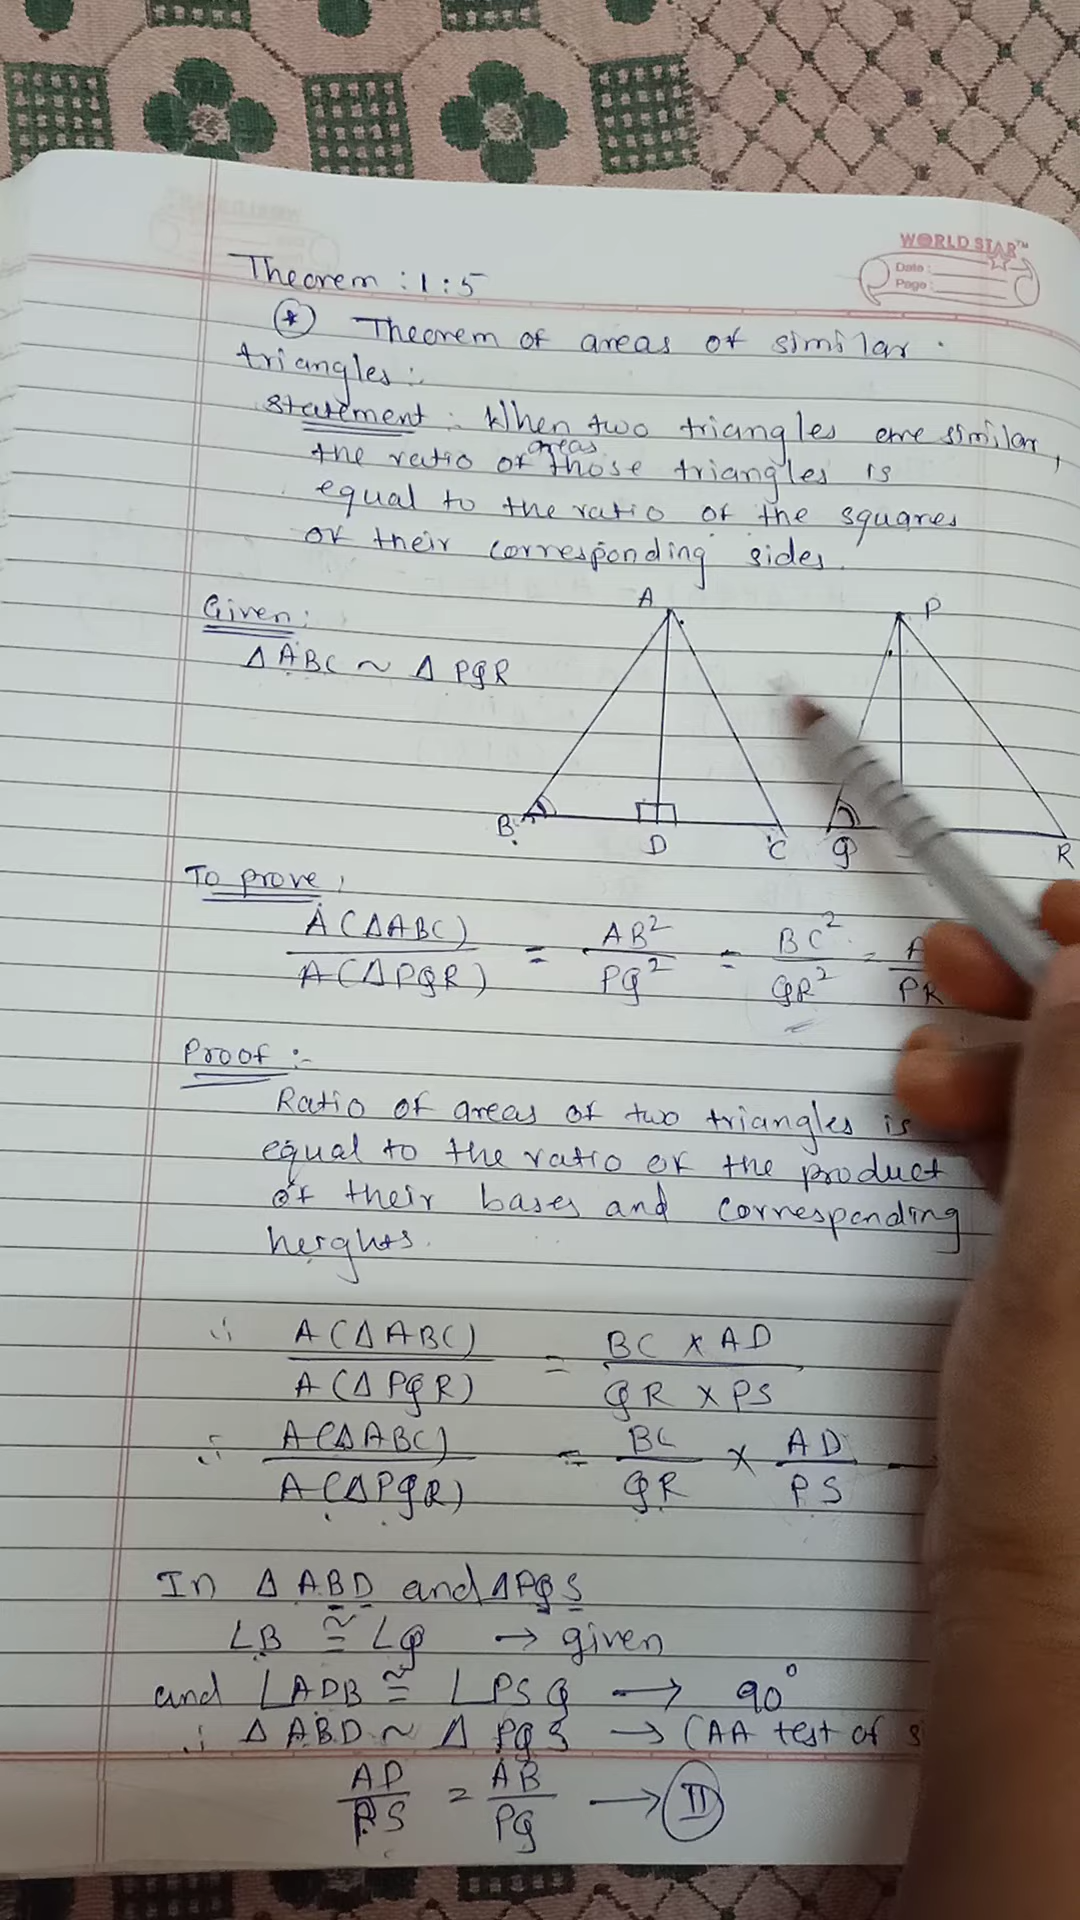 WORLD STAR™
Date :
Page :
Theorem : 1:5
* Theorem of areas of similar
triangles:
Statement : When two triangles are similar,
the ratio of areas those triangles is
equal to the ratio of the squares
of their corresponding sides.
Given:
Δ ABC ~ Δ PQR
A P
B D C Q R
To prove:
A(ΔABC) / A(ΔPQR) = AB² / PQ² = BC² / QR² = A / PR
Proof :-
Ratio of areas of two triangles is
equal to the ratio of the product
of their bases and corresponding
heights.
∴ A(ΔABC) / A(ΔPQR) = BC × AD / QR × PS
∴ A(ΔABC) / A(ΔPQR) = BC / QR × AD / PS -
In Δ ABD and Δ PQS
∠B ≅ ∠Q → given
and ∠ADB ≅ ∠PSQ → 90°
∴ Δ ABD ~ Δ PQS → (AA test of s
AD / PS = AB / PQ → II